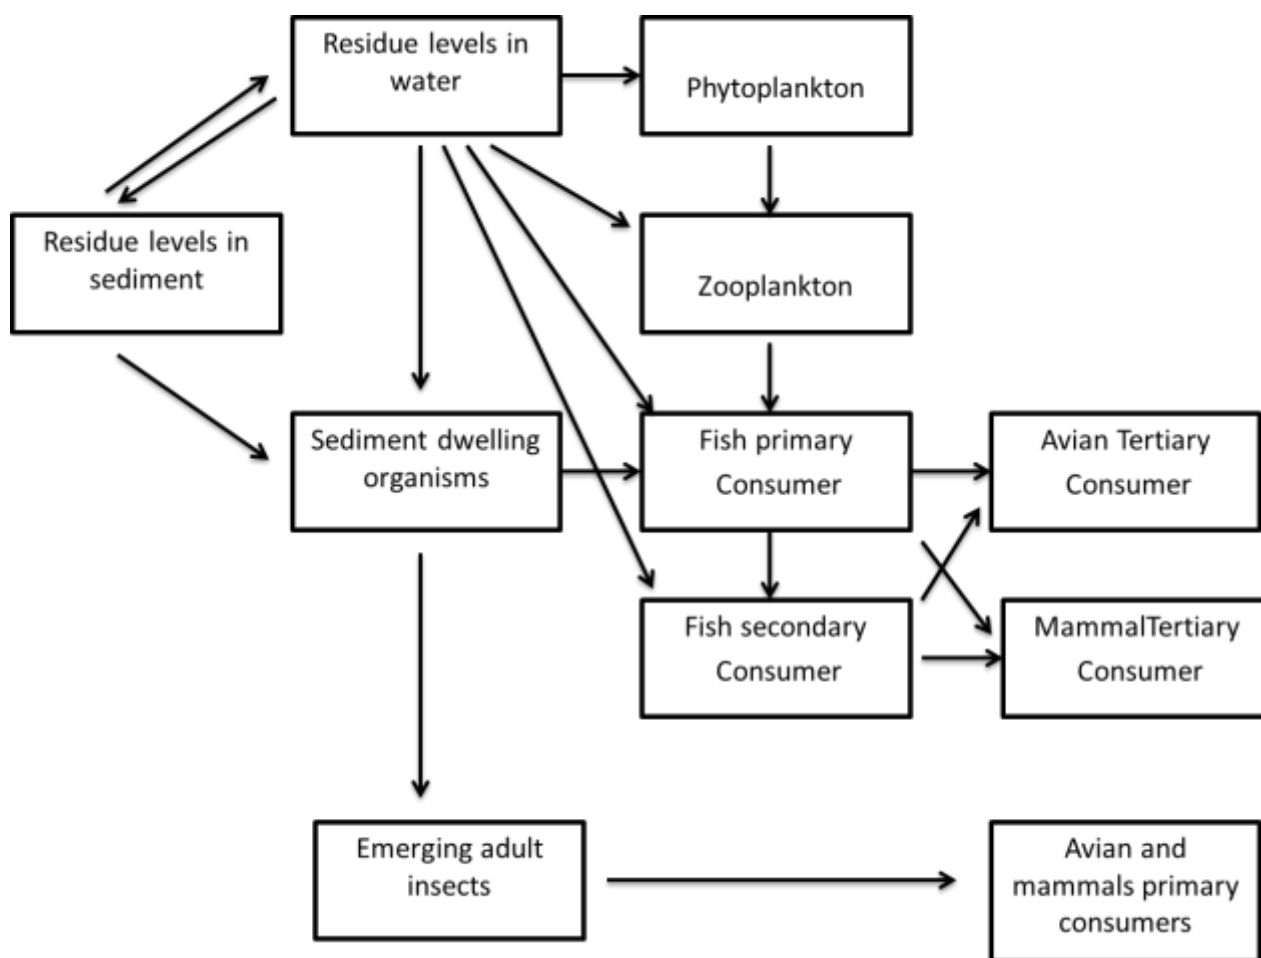 Residue levels in
water
Phytoplankton
Residue levels in
sediment
Zooplankton
Sediment dwelling
organisms
Fish primary
Consumer
Avian Tertiary
Consumer
Fish secondary
Consumer
MammalTertiary
Consumer
Emerging adult
insects
Avian and
mammals primary
consumers